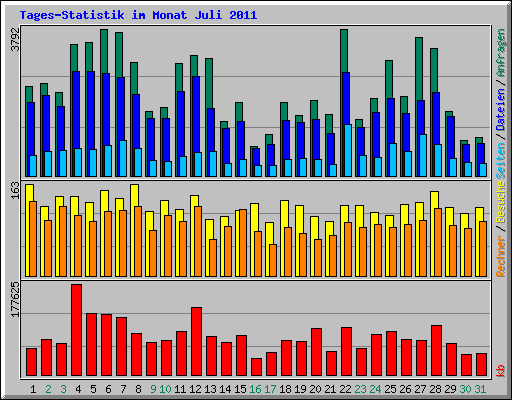 Tages-Statistik im Monat Juli 2011
3792
163
177625
Rechner / Besuche Seiten / Dateien / Anfragen
kb
1 2 3 4 5 6 7 8 9 10 11 12 13 14 15 16 17 18 19 20 21 22 23 24 25 26 27 28 29 30 31